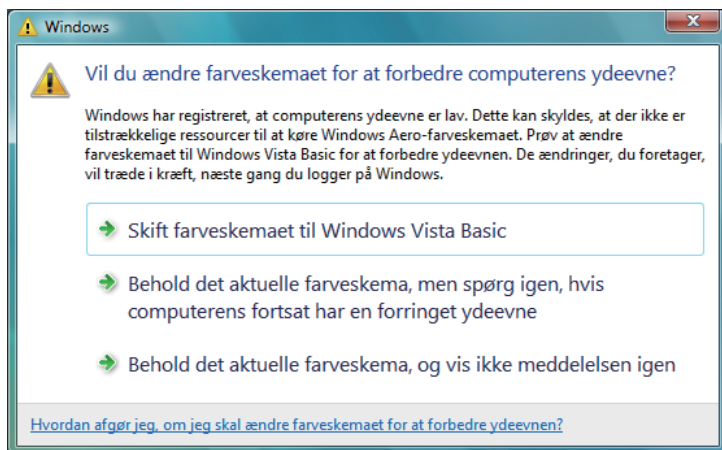 Windows
Vil du ændre farveskemaet for at forbedre computerens ydeevne?
Windows har registreret, at computerens ydeevne er lav. Dette kan skyldes, at der ikke er
tilstrækkelige ressourcer til at køre Windows Aero-farveskemaet. Prøv at ændre
farveskemaet til Windows Vista Basic for at forbedre ydeevnen. De ændringer, du foretager,
vil træde i kræft, næste gang du logger på Windows.
Skift farveskemaet til Windows Vista Basic
Behold det aktuelle farveskema, men spørg igen, hvis
computerens fortsat har en forringet ydeevne
Behold det aktuelle farveskema, og vis ikke meddelelsen igen
Hvordan afgør jeg, om jeg skal ændre farveskemaet for at forbedre ydeevnen?